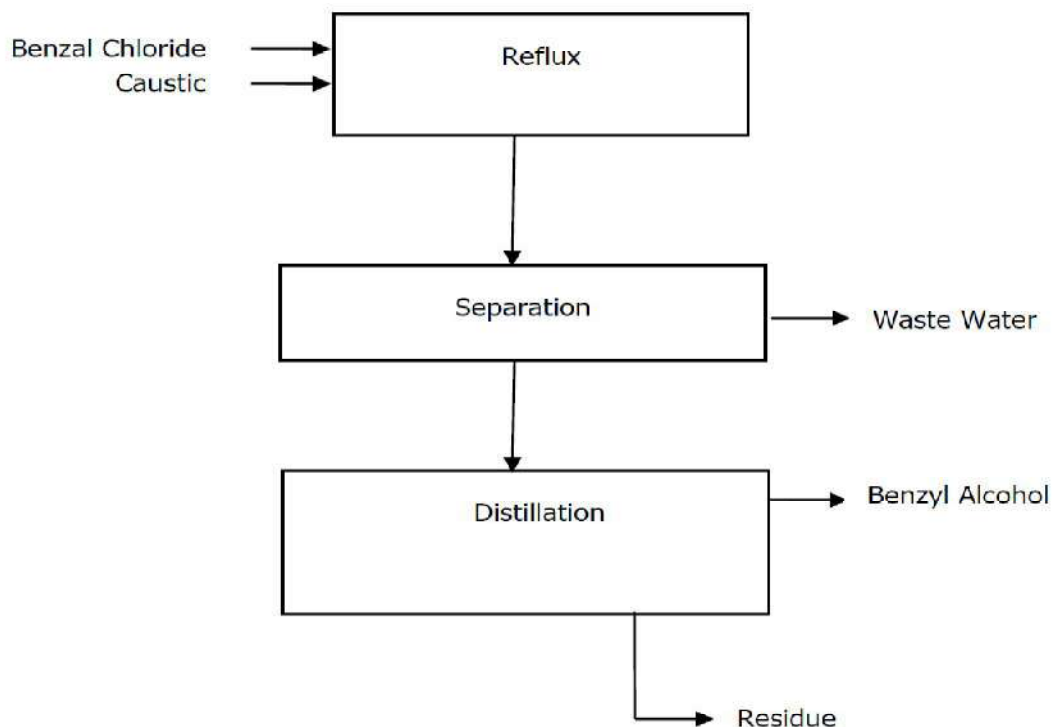 Benzal Chloride
Caustic
Reflux
Separation
Waste Water
Distillation
Benzyl Alcohol
Residue